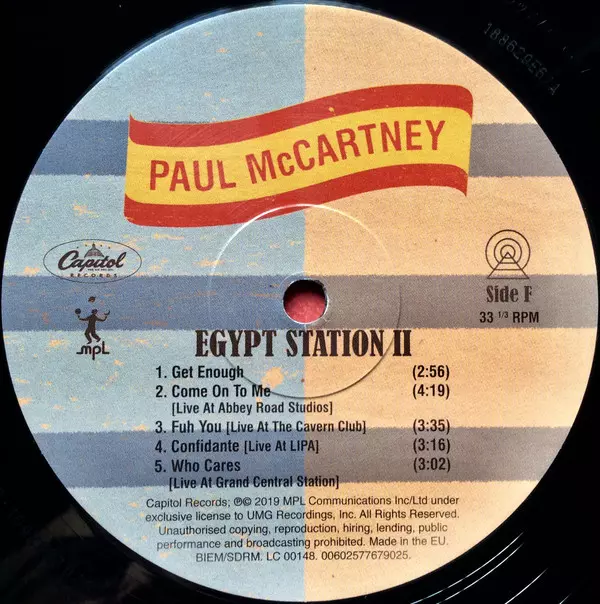 PAUL McCARTNEY
Capitol
RECORDS
mpL
Side F
33 1/3 RPM
EGYPT STATION II
1. Get Enough (2:56)
2. Come On To Me (4:19)
[Live At Abbey Road Studios]
3. Fuh You [Live At The Cavern Club] (3:35)
4. Confidante [Live At LIPA] (3:16)
5. Who Cares (3:02)
[Live At Grand Central Station]
Capitol Records; ℗© 2019 MPL Communications Inc/Ltd under
exclusive license to UMG Recordings, Inc. All Rights Reserved.
Unauthorised copying, reproduction, hiring, lending, public
performance and broadcasting prohibited. Made in the EU.
BIEM/SDRM. LC 00148. 00602577679025.